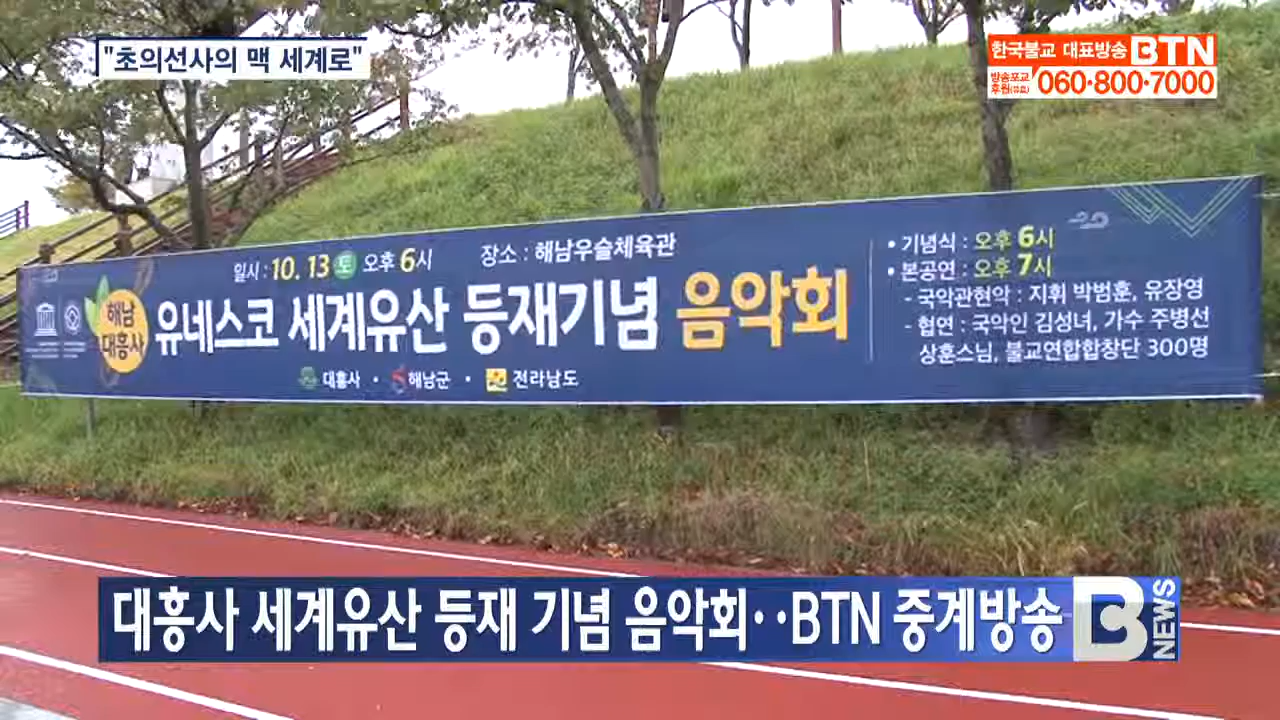 "초의선사의 맥 세계로"
한국불교 대표방송 BTN
방송포교
후원(유료) 060·800·7000
일시 : 10. 13 토 오후 6시 장소 : 해남우슬체육관
해남
대흥사
유네스코 세계유산 등재기념 음악회
대흥사 · 해남군 · 전라남도
• 기념식 : 오후 6시
• 본공연 : 오후 7시
- 국악관현악 : 지휘 박범훈, 유장영
- 협연 : 국악인 김성녀, 가수 주병선
상훈스님, 불교연합합창단 300명
대흥사 세계유산 등재 기념 음악회··BTN 중계방송
B NEWS